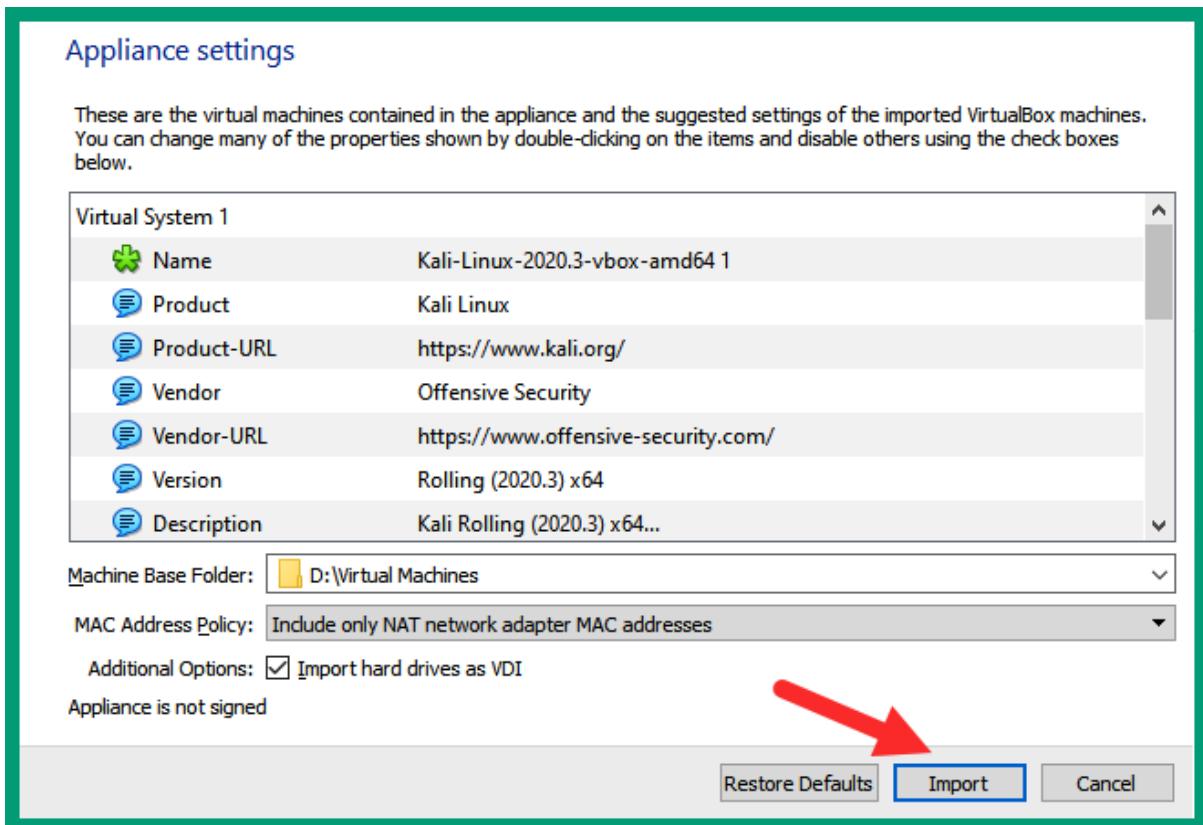 Appliance settings
These are the virtual machines contained in the appliance and the suggested settings of the imported VirtualBox machines.
You can change many of the properties shown by double-clicking on the items and disable others using the check boxes
below.
Virtual System 1
Name Kali-Linux-2020.3-vbox-amd64 1
Product Kali Linux
Product-URL https://www.kali.org/
Vendor Offensive Security
Vendor-URL https://www.offensive-security.com/
Version Rolling (2020.3) x64
Description Kali Rolling (2020.3) x64...
Machine Base Folder: D:\Virtual Machines
MAC Address Policy: Include only NAT network adapter MAC addresses
Additional Options: Import hard drives as VDI
Appliance is not signed
Restore Defaults Import Cancel